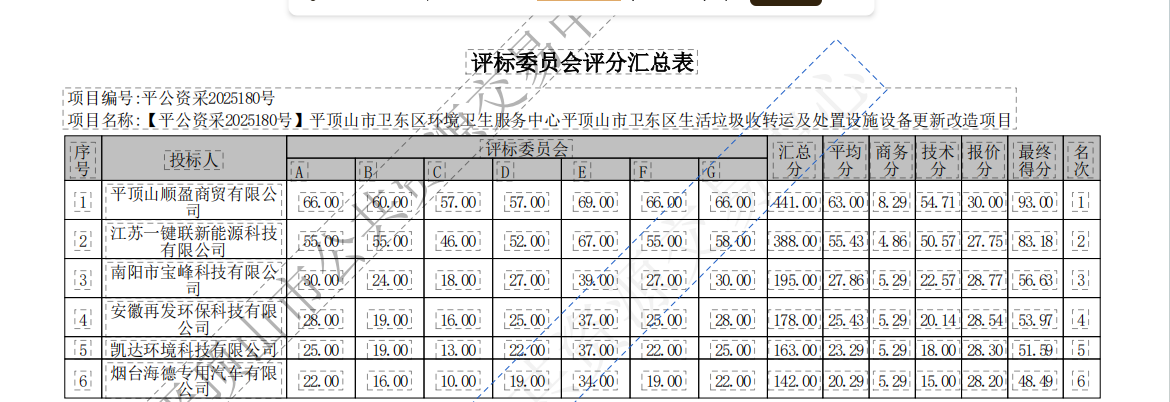 评标委员会评分汇总表
项目编号:平公资采2025180号
项目名称:【平公资采2025180号】平顶山市卫东区环境卫生服务中心平顶山市卫东区生活垃圾收转运及处置设施设备更新改造项目
序号 投标人 评标委员会 汇总分 平均分 商务分 技术分 报价分 最终得分 名次
A B C D E F G
1 平顶山顺盈商贸有限公司 66.00 60.00 57.00 57.00 69.00 66.00 66.00 441.00 63.00 8.29 54.71 30.00 93.00 1
2 江苏一键联新能源科技有限公司 55.00 55.00 46.00 52.00 67.00 55.00 58.00 388.00 55.43 4.86 50.57 27.75 83.18 2
3 南阳市宝峰科技有限公司 30.00 24.00 18.00 27.00 39.00 27.00 30.00 195.00 27.86 5.29 22.57 28.77 56.63 3
4 安徽再发环保科技有限公司 28.00 19.00 16.00 25.00 37.00 25.00 28.00 178.00 25.43 5.29 20.14 28.54 53.97 4
5 凯达环境科技有限公司 25.00 19.00 13.00 22.00 37.00 22.00 25.00 163.00 23.29 5.29 18.00 28.30 51.59 5
6 烟台海德专用汽车有限公司 22.00 16.00 10.00 19.00 34.00 19.00 22.00 142.00 20.29 5.29 15.00 28.20 48.49 6